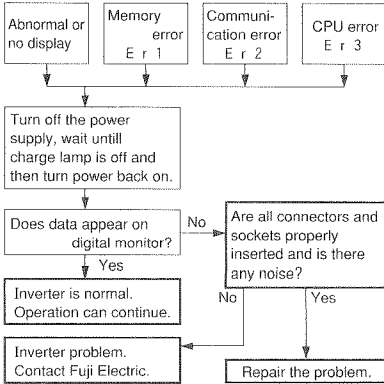 Abnormal or
no display
Memory
error
E r 1
Communi-
cation error
E r 2
CPU error
E r 3
Turn off the power
supply, wait untill
charge lamp is off and
then turn power back on.
Does data appear on
digital monitor?
No
Yes
Are all connectors and
sockets properly
inserted and is there
any noise?
Inverter is normal.
Operation can continue.
No
Yes
Inverter problem.
Contact Fuji Electric.
Repair the problem.